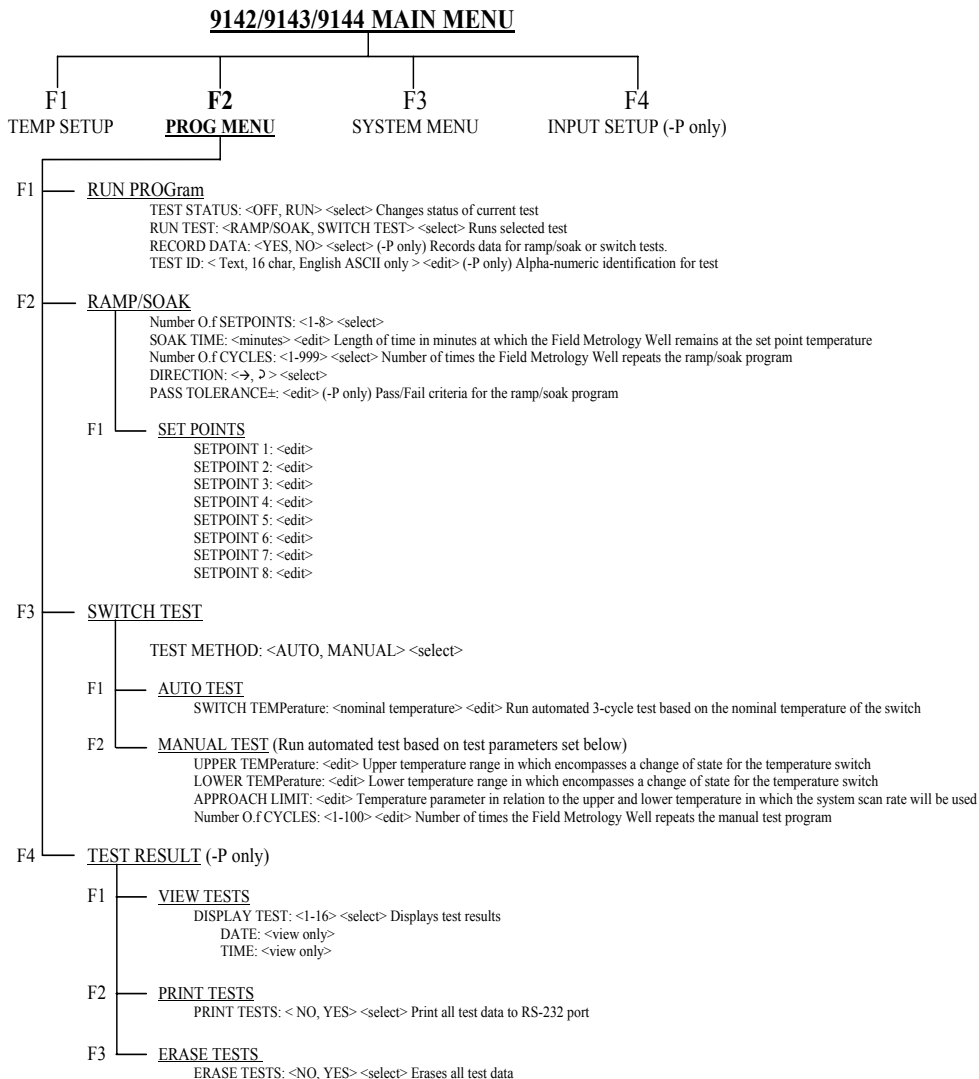 9142/9143/9144 MAIN MENU
F1 F2 F3 F4
TEMP SETUP PROG MENU SYSTEM MENU INPUT SETUP (-P only)
F1 RUN PROGram
TEST STATUS: <OFF, RUN> <select> Changes status of current test
RUN TEST: <RAMP/SOAK, SWITCH TEST> <select> Runs selected test
RECORD DATA: <YES, NO> <select> (-P only) Records data for ramp/soak or switch tests.
TEST ID: < Text, 16 char, English ASCII only > <edit> (-P only) Alpha-numeric identification for test
F2 RAMP/SOAK
Number O.f SETPOINTS: <1-8> <select>
SOAK TIME: <minutes> <edit> Length of time in minutes at which the Field Metrology Well remains at the set point temperature
Number O.f CYCLES: <1-999> <select> Number of times the Field Metrology Well repeats the ramp/soak program
DIRECTION: <→, ⤸ > <select>
PASS TOLERANCE±: <edit> (-P only) Pass/Fail criteria for the ramp/soak program
F1 SET POINTS
SETPOINT 1: <edit>
SETPOINT 2: <edit>
SETPOINT 3: <edit>
SETPOINT 4: <edit>
SETPOINT 5: <edit>
SETPOINT 6: <edit>
SETPOINT 7: <edit>
SETPOINT 8: <edit>
F3 SWITCH TEST
TEST METHOD: <AUTO, MANUAL> <select>
F1 AUTO TEST
SWITCH TEMPerature: <nominal temperature> <edit> Run automated 3-cycle test based on the nominal temperature of the switch
F2 MANUAL TEST (Run automated test based on test parameters set below)
UPPER TEMPerature: <edit> Upper temperature range in which encompasses a change of state for the temperature switch
LOWER TEMPerature: <edit> Lower temperature range in which encompasses a change of state for the temperature switch
APPROACH LIMIT: <edit> Temperature parameter in relation to the upper and lower temperature in which the system scan rate will be used
Number O.f CYCLES: <1-100> <edit> Number of times the Field Metrology Well repeats the manual test program
F4 TEST RESULT (-P only)
F1 VIEW TESTS
DISPLAY TEST: <1-16> <select> Displays test results
DATE: <view only>
TIME: <view only>
F2 PRINT TESTS
PRINT TESTS: < NO, YES> <select> Print all test data to RS-232 port
F3 ERASE TESTS
ERASE TESTS: <NO, YES> <select> Erases all test data